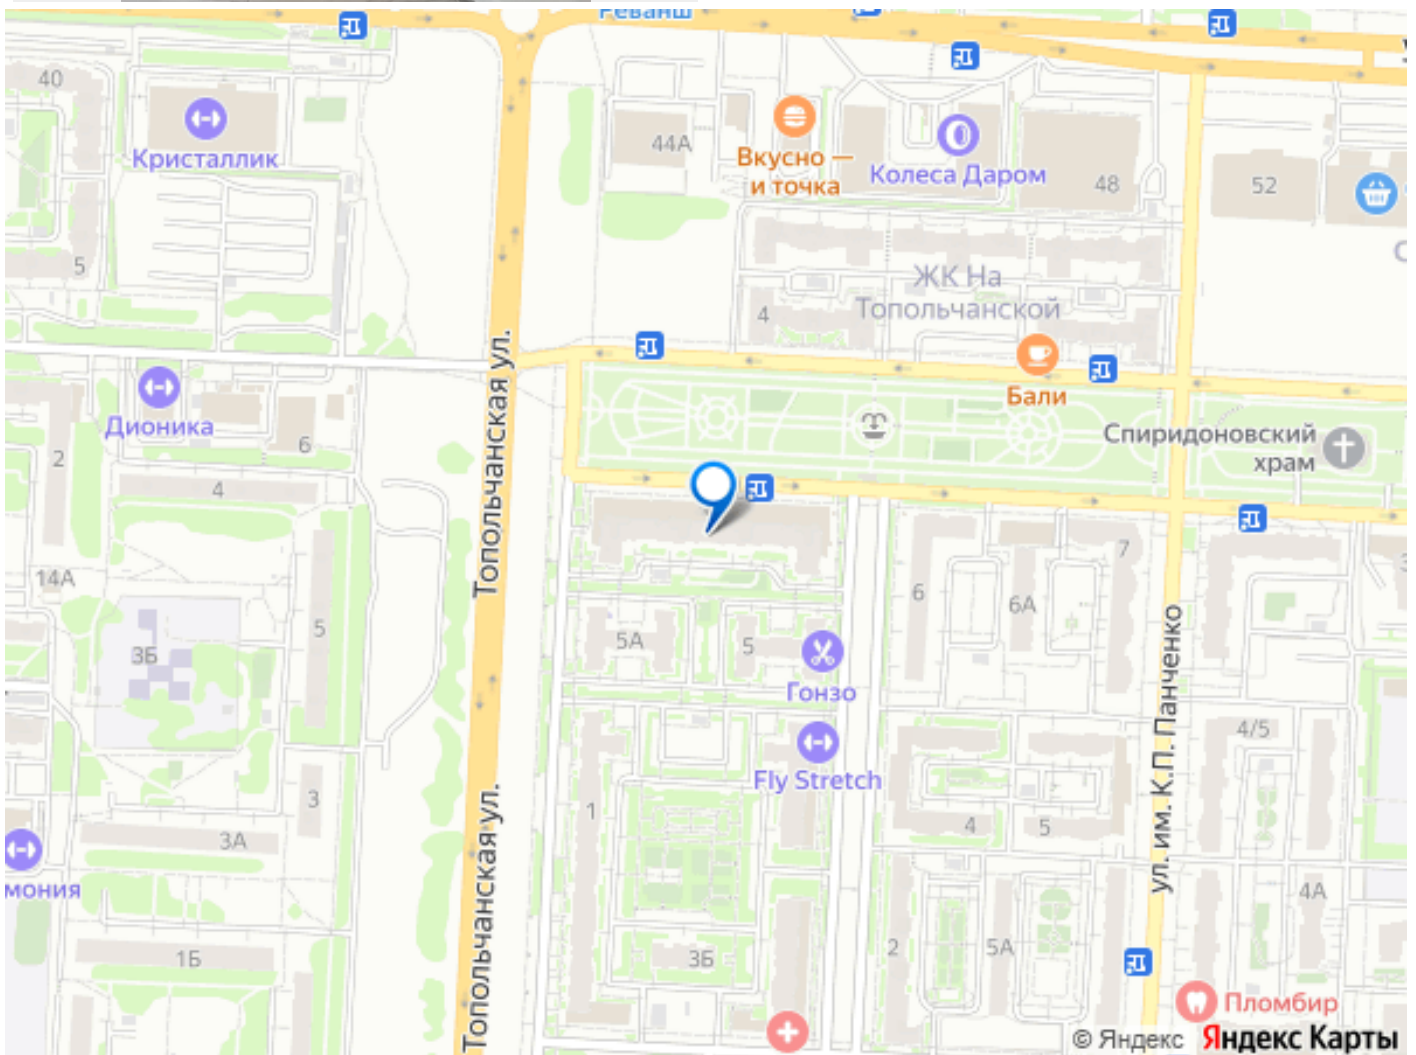 Реванш
40
Кристаллик
44А
Вкусно —
и точка
Колеса Даром
48
52
5
ЖК На
Топольчанской
4
Бали
Дионика
6
2
4
Топольчанская ул.
Спиридоновский
храм
14А
3Б
5
5А
5
Гонзо
6
6А
7
ул. им. К.П. Панченко
Fly Stretch
4/5
1
3
3А
4
5
мония
4А
Топольчанская ул.
1Б
3Б
2
5А
Пломбир
© Яндекс Яндекс Карты